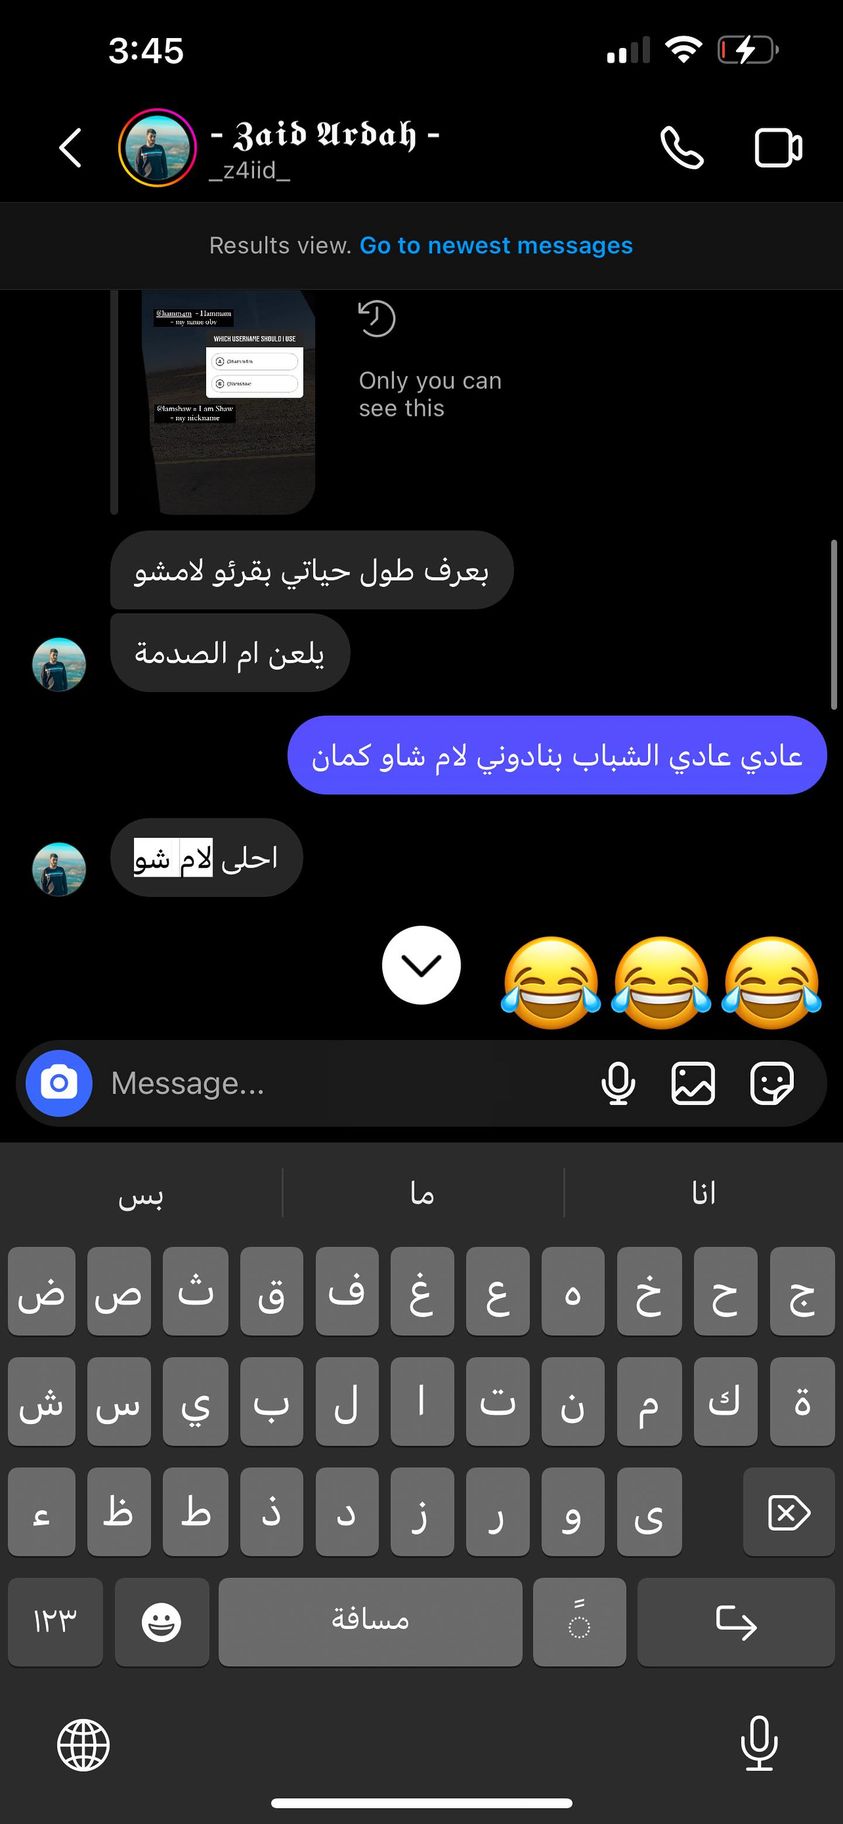 3:45
- 𝖅𝖆𝖎𝖉 𝕬𝖗𝖉𝖆𝖍 -
_z4iid_
Results view. Go to newest messages
@hammam - Hammam
- my name obv
WHICH USERNAME SHOULD I USE
A
B
@lamshaw = I am Shaw
- my nickname
Only you can
see this
بعرف طول حياتي بقرئو لامشو
يلعن ام الصدمة
عادي عادي الشباب بنادوني لام شاو كمان
احلى لام شو
😂😂😂
Message...
انا ما بس
ض ص ث ق ف غ ع ه خ ح ج
ش س ي ب ل ا ت ن م ك ة
ء ظ ط ذ د ز ر و ى
١٢٣ مسافة